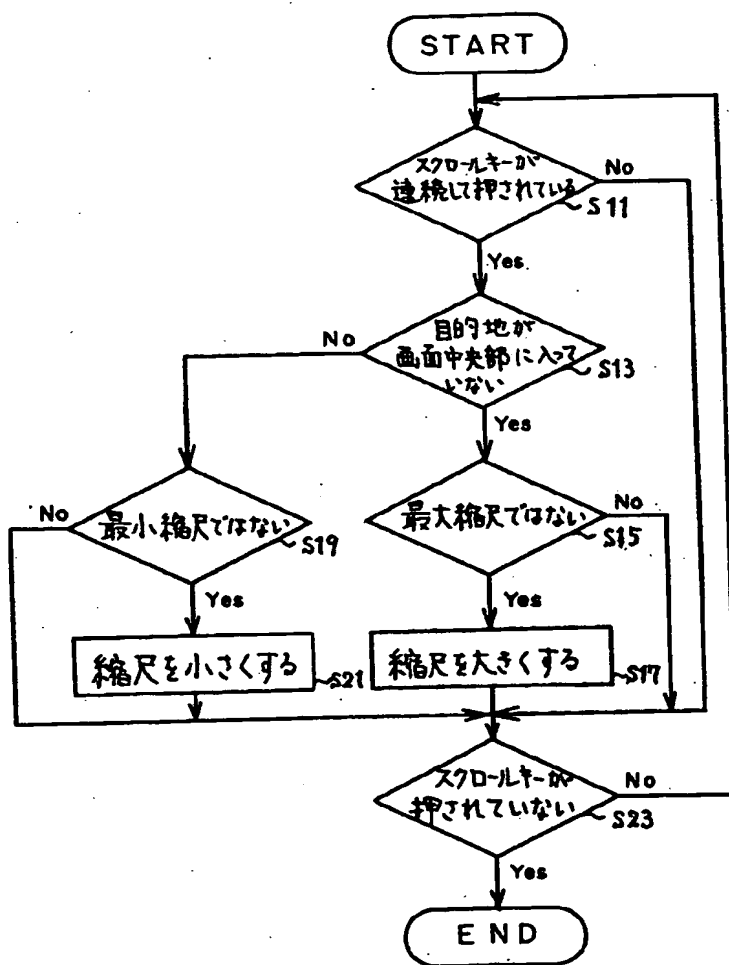 START
スクロールキーが
連続して押されている
No
S11
Yes
目的地が
画面中央部に入って
いない
No
S13
Yes
最小縮尺ではない
No
S19
Yes
最大縮尺ではない
No
S15
Yes
縮尺を小さくする
S21
縮尺を大きくする
S17
スクロールキーが
押されていない
No
S23
Yes
END